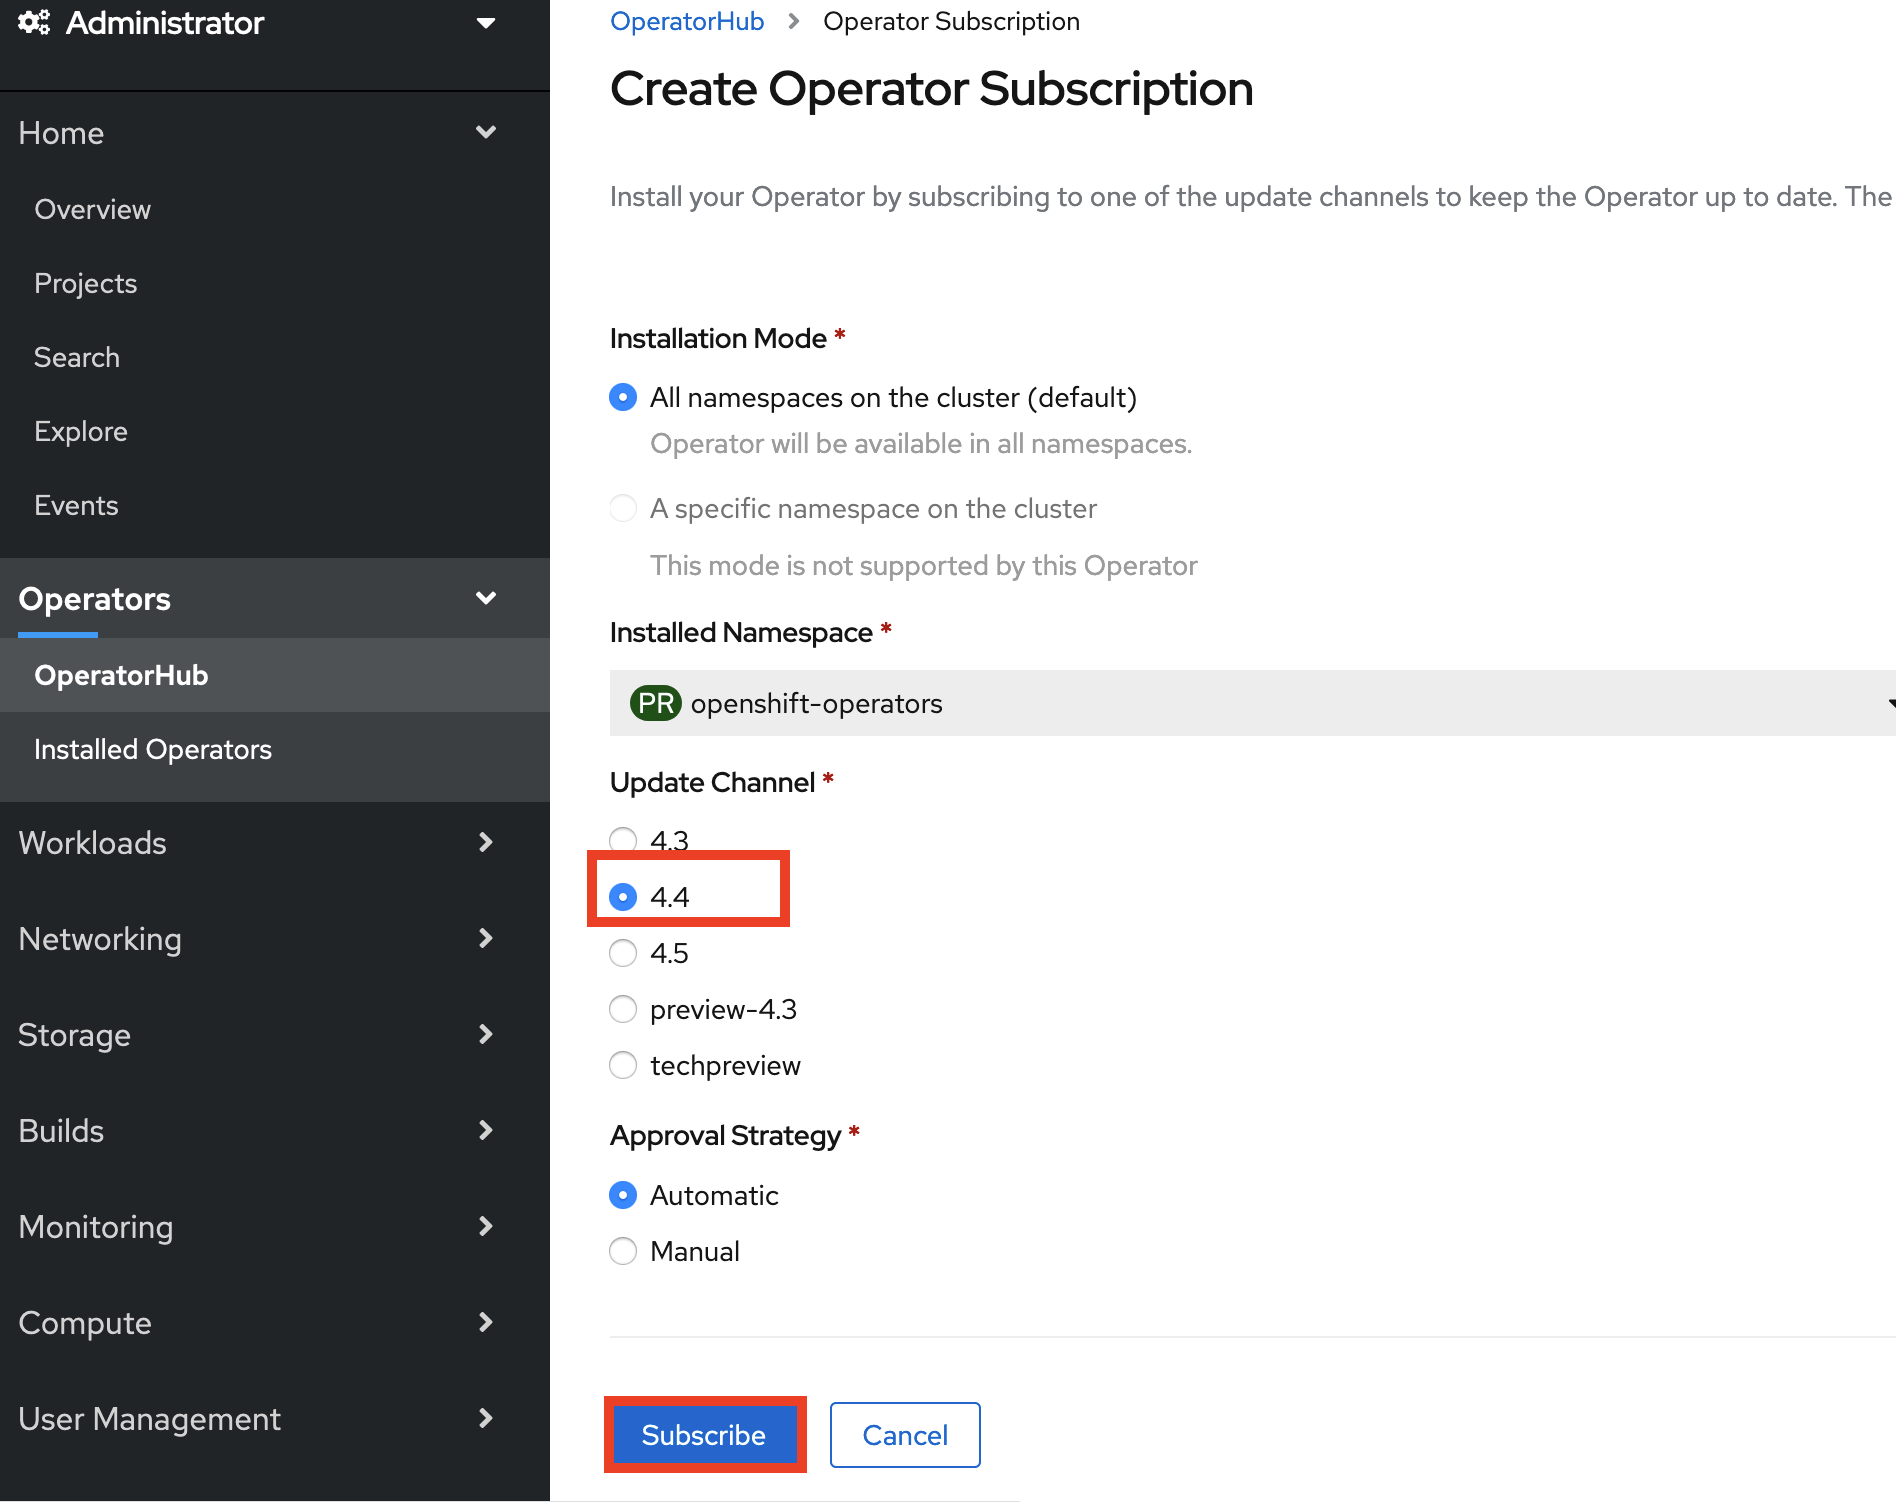 Administrator
Home
Overview
Projects
Search
Explore
Events
Operators
OperatorHub
Installed Operators
Workloads
Networking
Storage
Builds
Monitoring
Compute
User Management
OperatorHub > Operator Subscription
Create Operator Subscription
Install your Operator by subscribing to one of the update channels to keep the Operator up to date. The
Installation Mode *
All namespaces on the cluster (default)
Operator will be available in all namespaces.
A specific namespace on the cluster
This mode is not supported by this Operator
Installed Namespace *
PR openshift-operators
Update Channel *
4.3
4.4
4.5
preview-4.3
techpreview
Approval Strategy *
Automatic
Manual
Subscribe Cancel